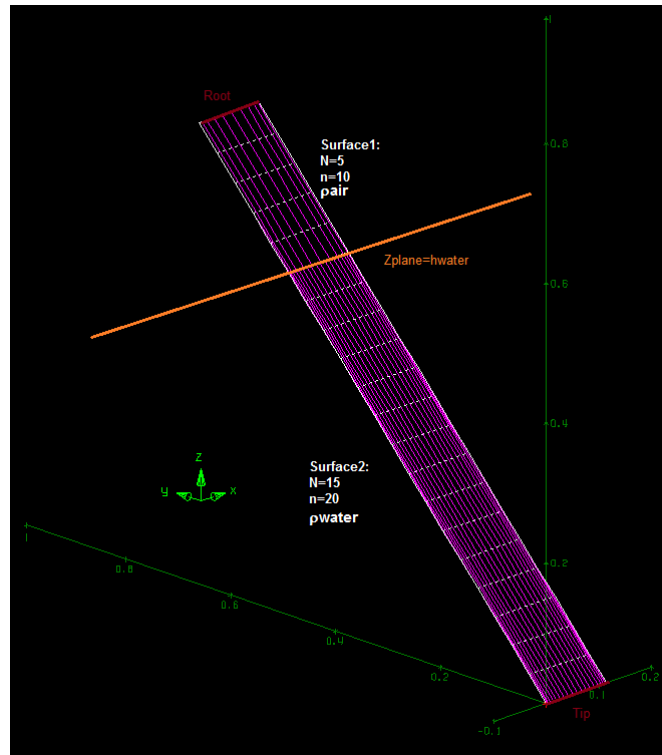 Root
Surface1:
N=5
n=10
ρair
0.8
Zplane=hwater
0.6
0.4
Surface2:
N=15
n=20
ρwater
z
y
x
0.2
1
0.8
0.6
0.4
0.2
0.2
0.1
-0.1
Tip